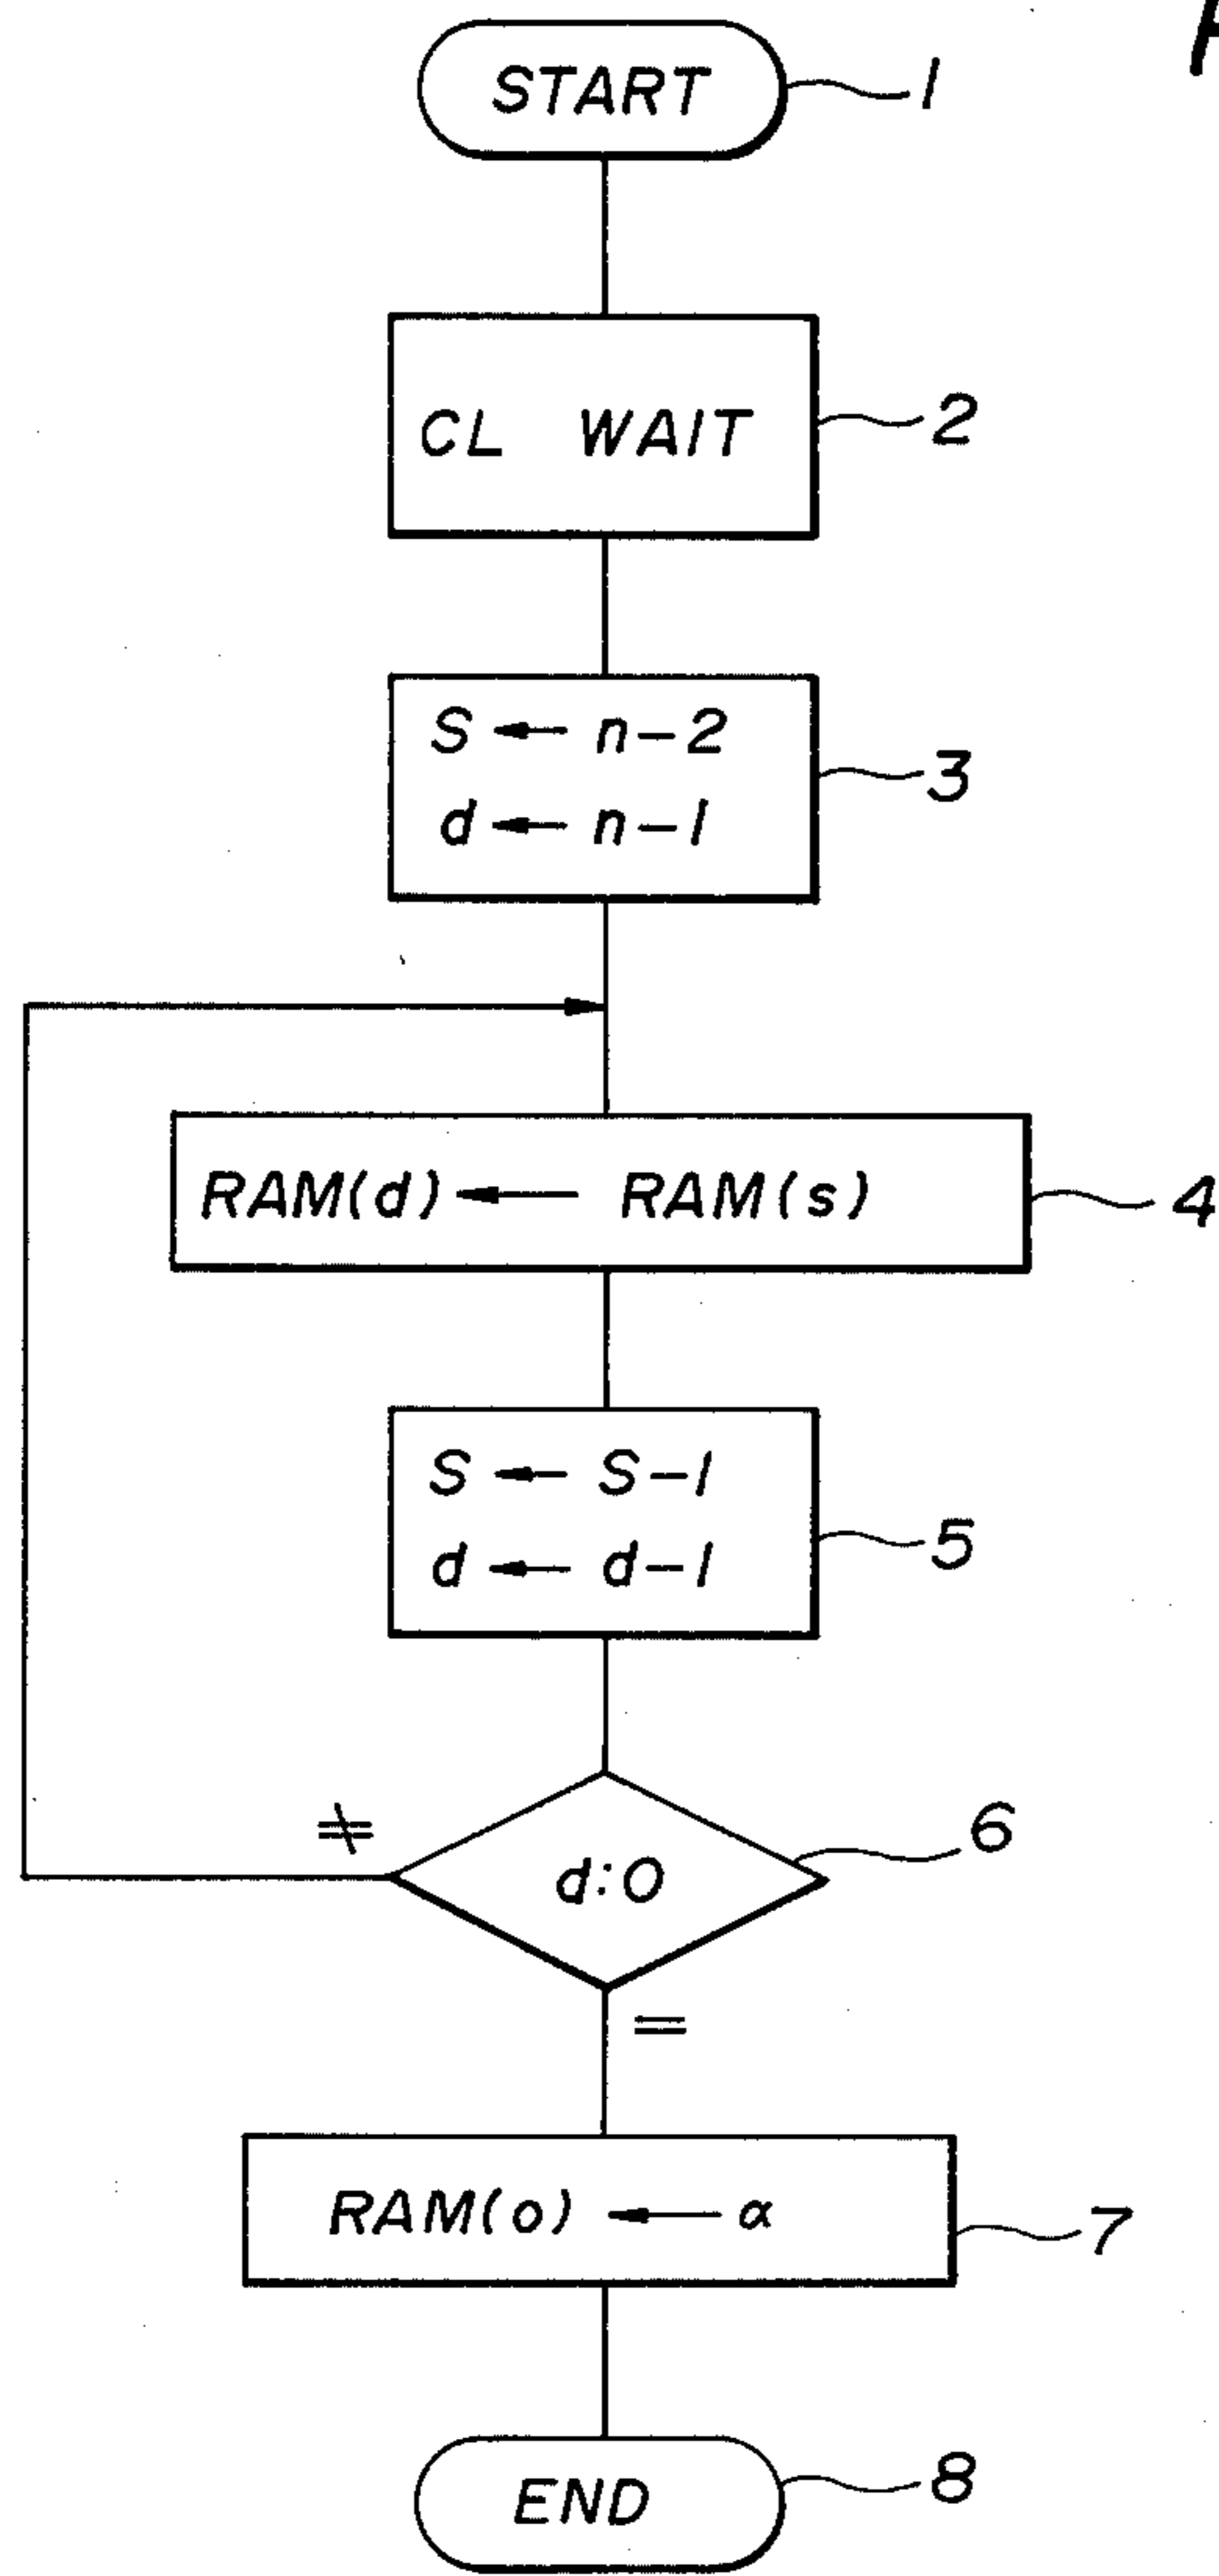 START
1
CL WAIT
2
S ← n-2
d ← n-1
3
RAM(d) ← RAM(s)
4
S ← S-1
d ← d-1
5
≠
d:0
6
=
RAM(o) ← α
7
END
8